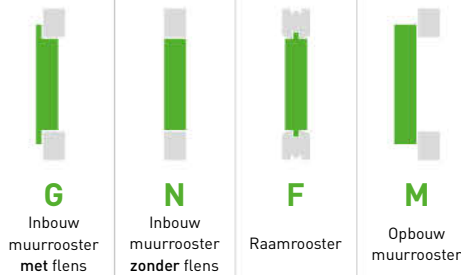 G
Inbouw
muurrooster
met flens
N
Inbouw
muurrooster
zonder flens
F
Raamrooster
M
Opbouw
muurrooster